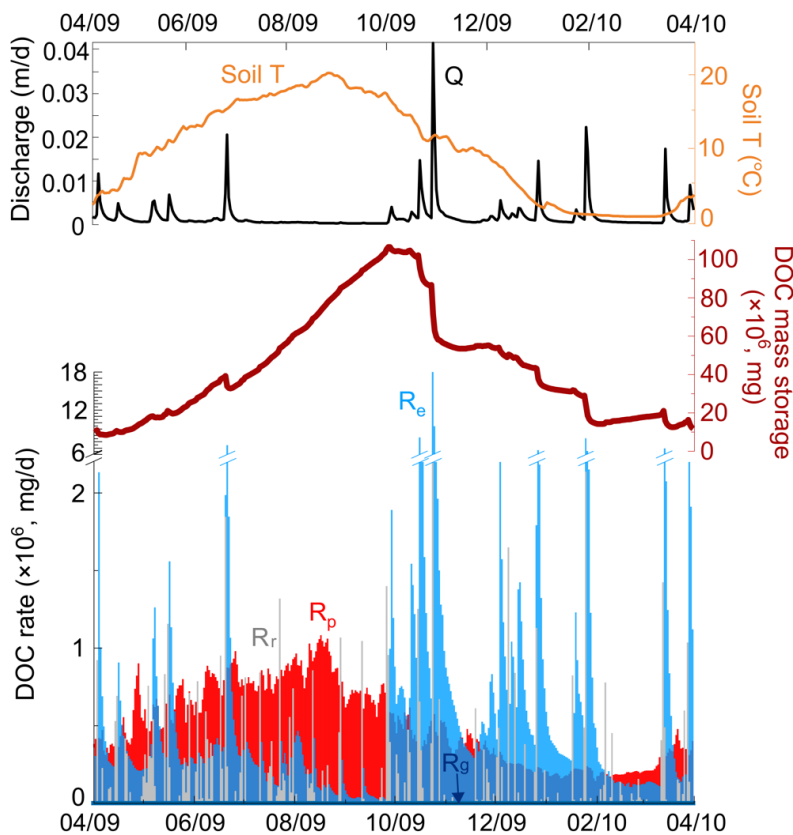 04/09 06/09 08/09 10/09 12/09 02/10 04/10
Discharge (m/d)
0.04
0.03
0.02
0.01
0
Soil T
Q
20
10
0
Soil T (°C)
DOC mass storage
(×10⁶, mg)
100
80
60
40
20
0
18
12
6
Rₑ
DOC rate (×10⁶, mg/d)
2
1
0
Rᵣ
Rₚ
R_g
04/09 06/09 08/09 10/09 12/09 02/10 04/10